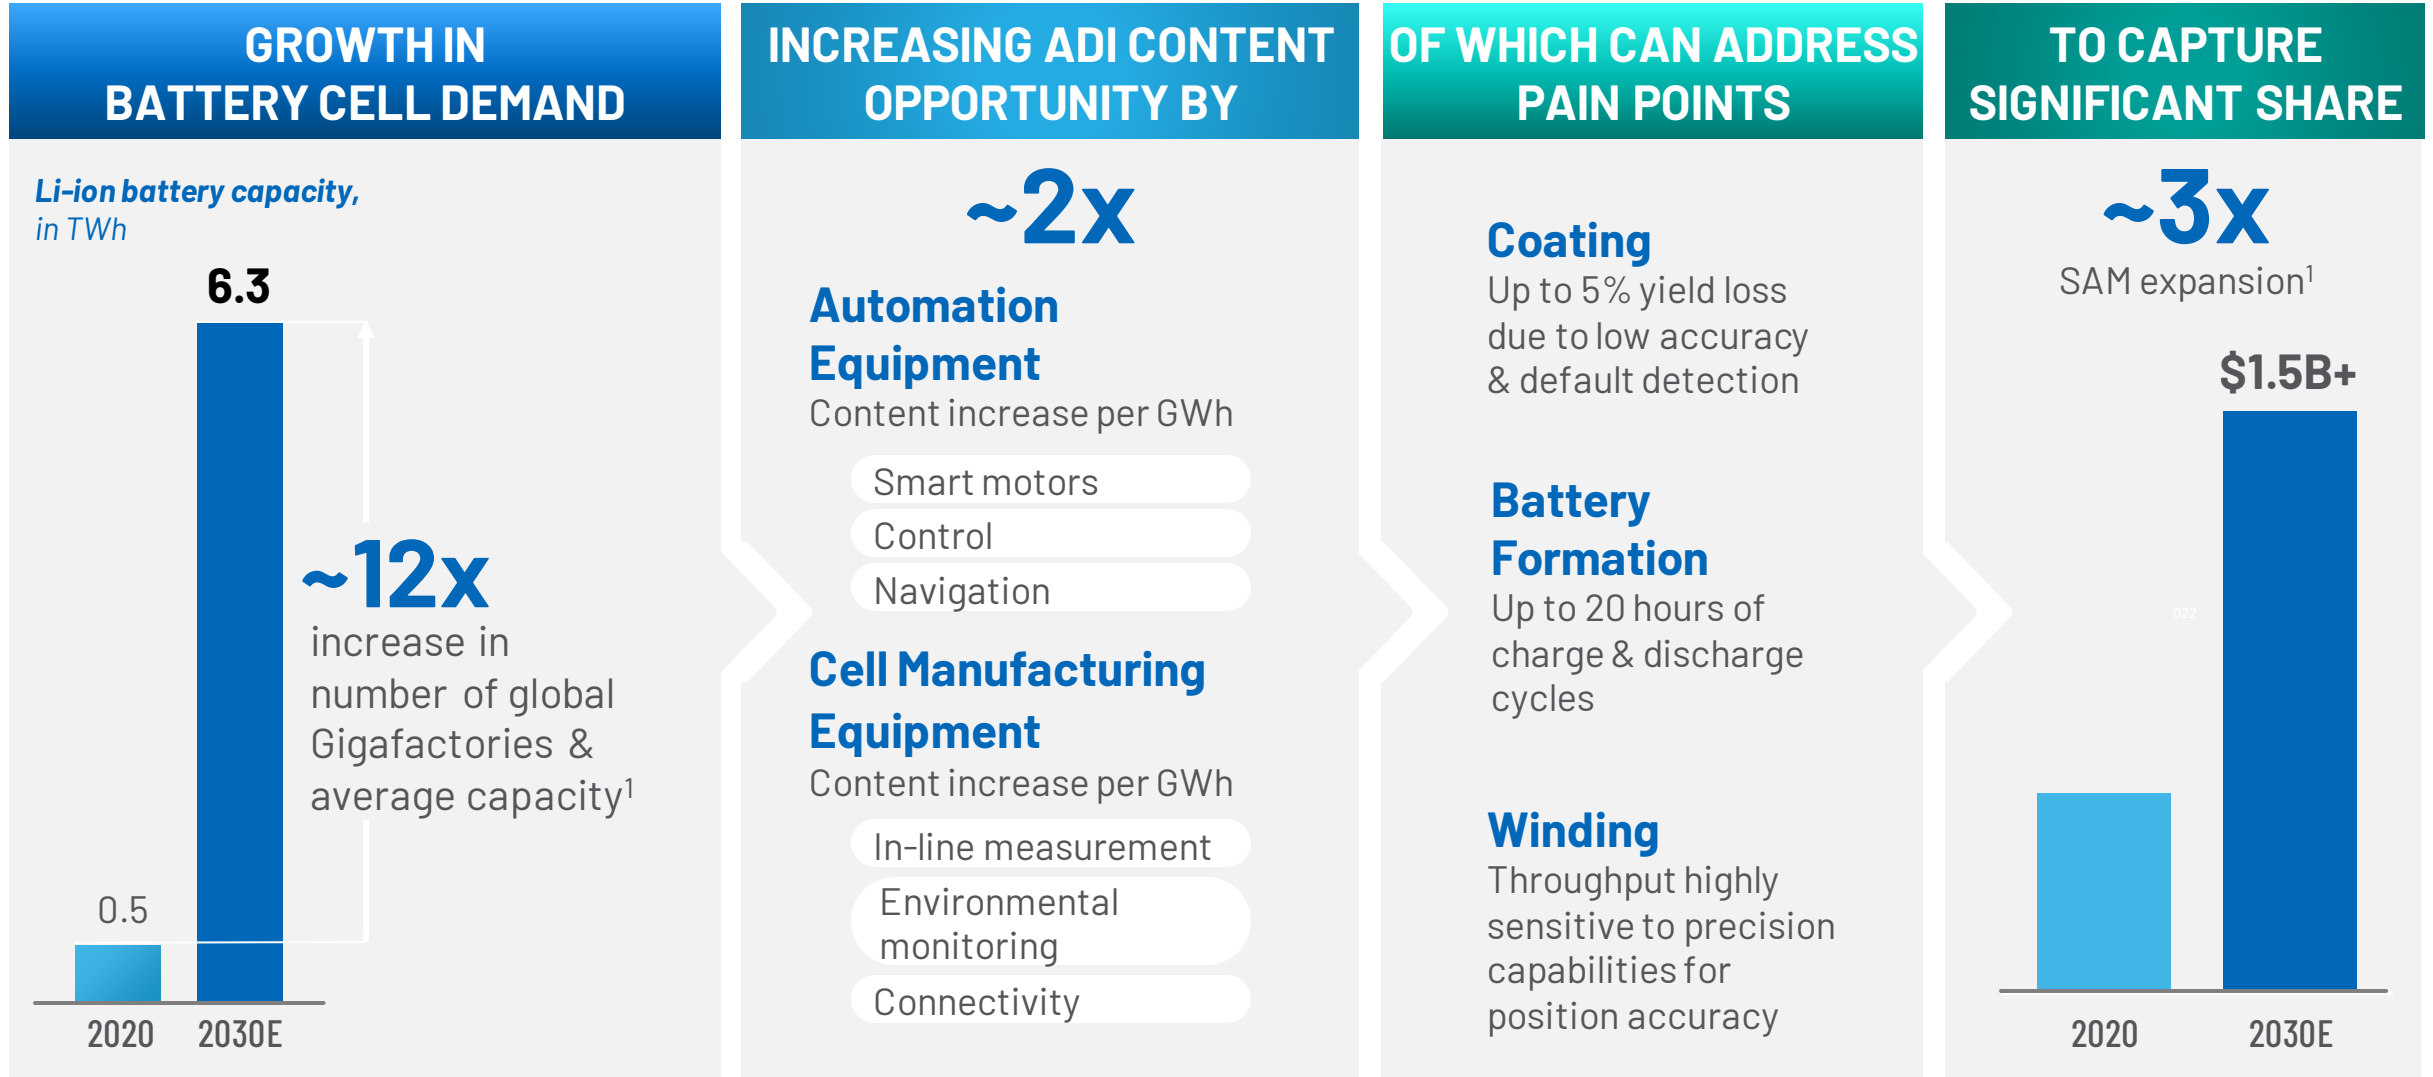 GROWTH IN
BATTERY CELL DEMAND
Li-ion battery capacity,
in TWh
6.3
~12x
increase in
number of global
Gigafactories &
average capacity¹
0.5
2020
2030E
INCREASING ADI CONTENT
OPPORTUNITY BY
~2x
Automation
Equipment
Content increase per GWh
Smart motors
Control
Navigation
Cell Manufacturing
Equipment
Content increase per GWh
In-line measurement
Environmental
monitoring
Connectivity
OF WHICH CAN ADDRESS
PAIN POINTS
Coating
Up to 5% yield loss
due to low accuracy
& default detection
Battery
Formation
Up to 20 hours of
charge & discharge
cycles
Winding
Throughput highly
sensitive to precision
capabilities for
position accuracy
TO CAPTURE
SIGNIFICANT SHARE
~3x
SAM expansion¹
$1.5B+
022
2020
2030E